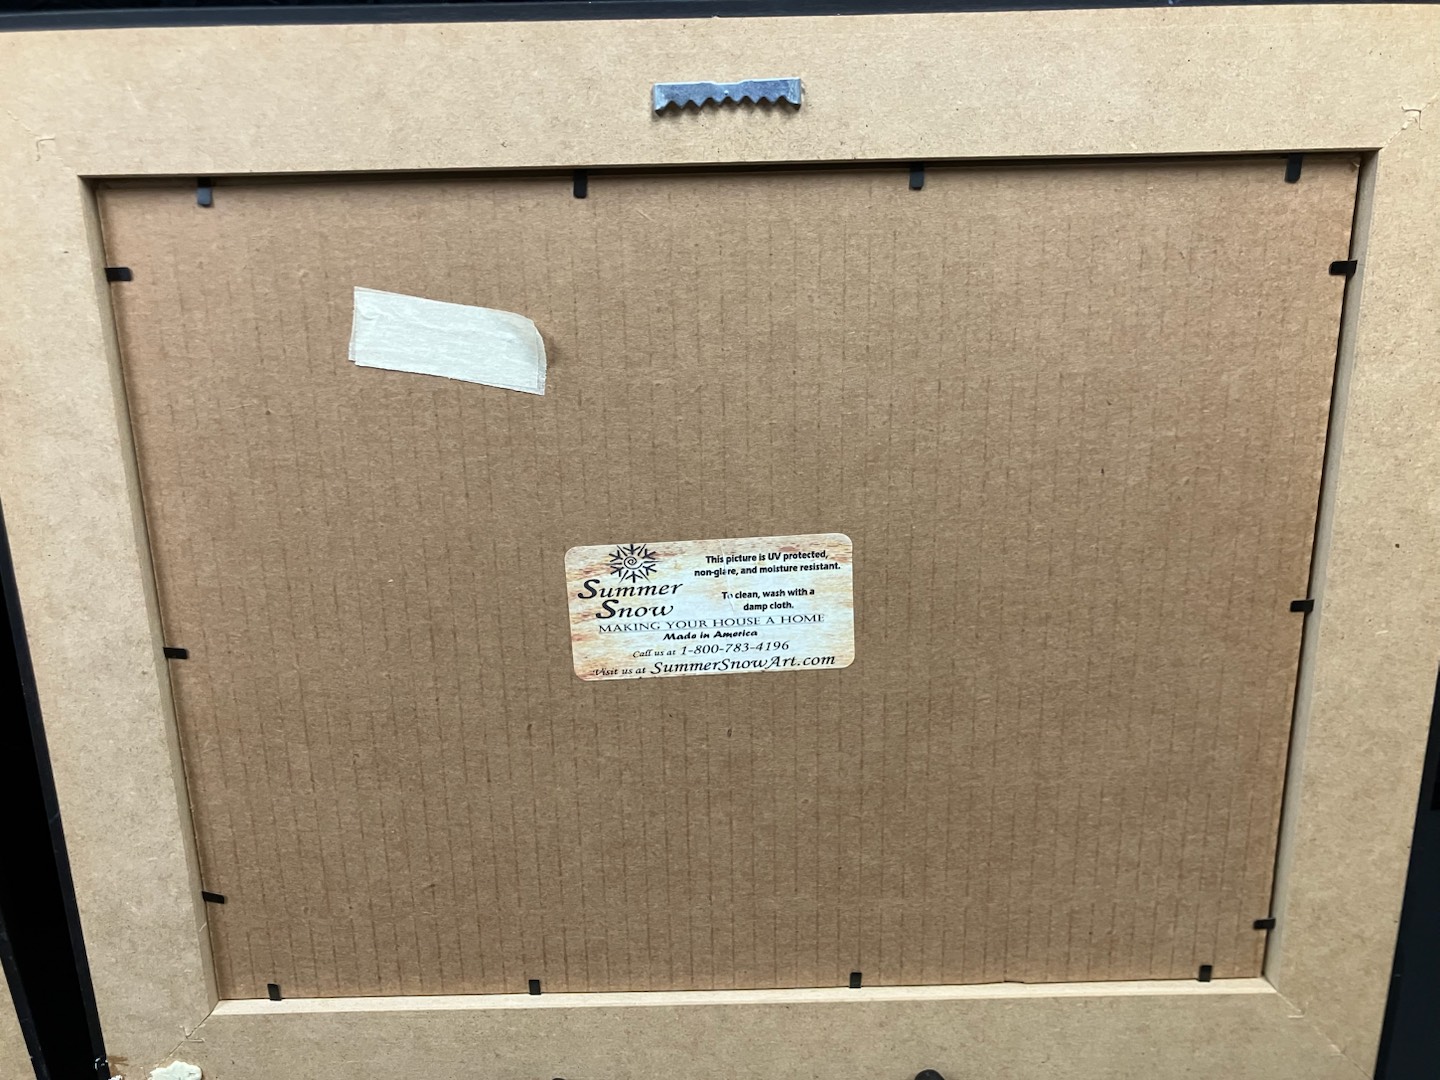 Summer
Snow
This picture is UV protected,
non-glare, and moisture resistant.
To clean, wash with a
damp cloth.
MAKING YOUR HOUSE A HOME
Made in America
Call us at 1-800-783-4196
Visit us at SummerSnowArt.com